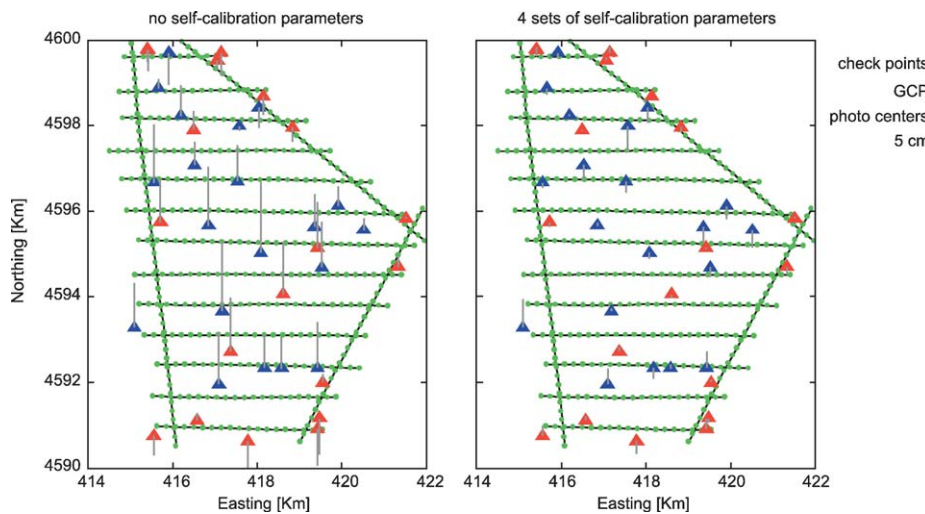 no self-calibration parameters
4 sets of self-calibration parameters
4600
4598
4596
4594
4592
4590
Northing [Km]
414 416 418 420 422
Easting [Km]
414 416 418 420 422
Easting [Km]
check points
GCP
photo centers
5 cm